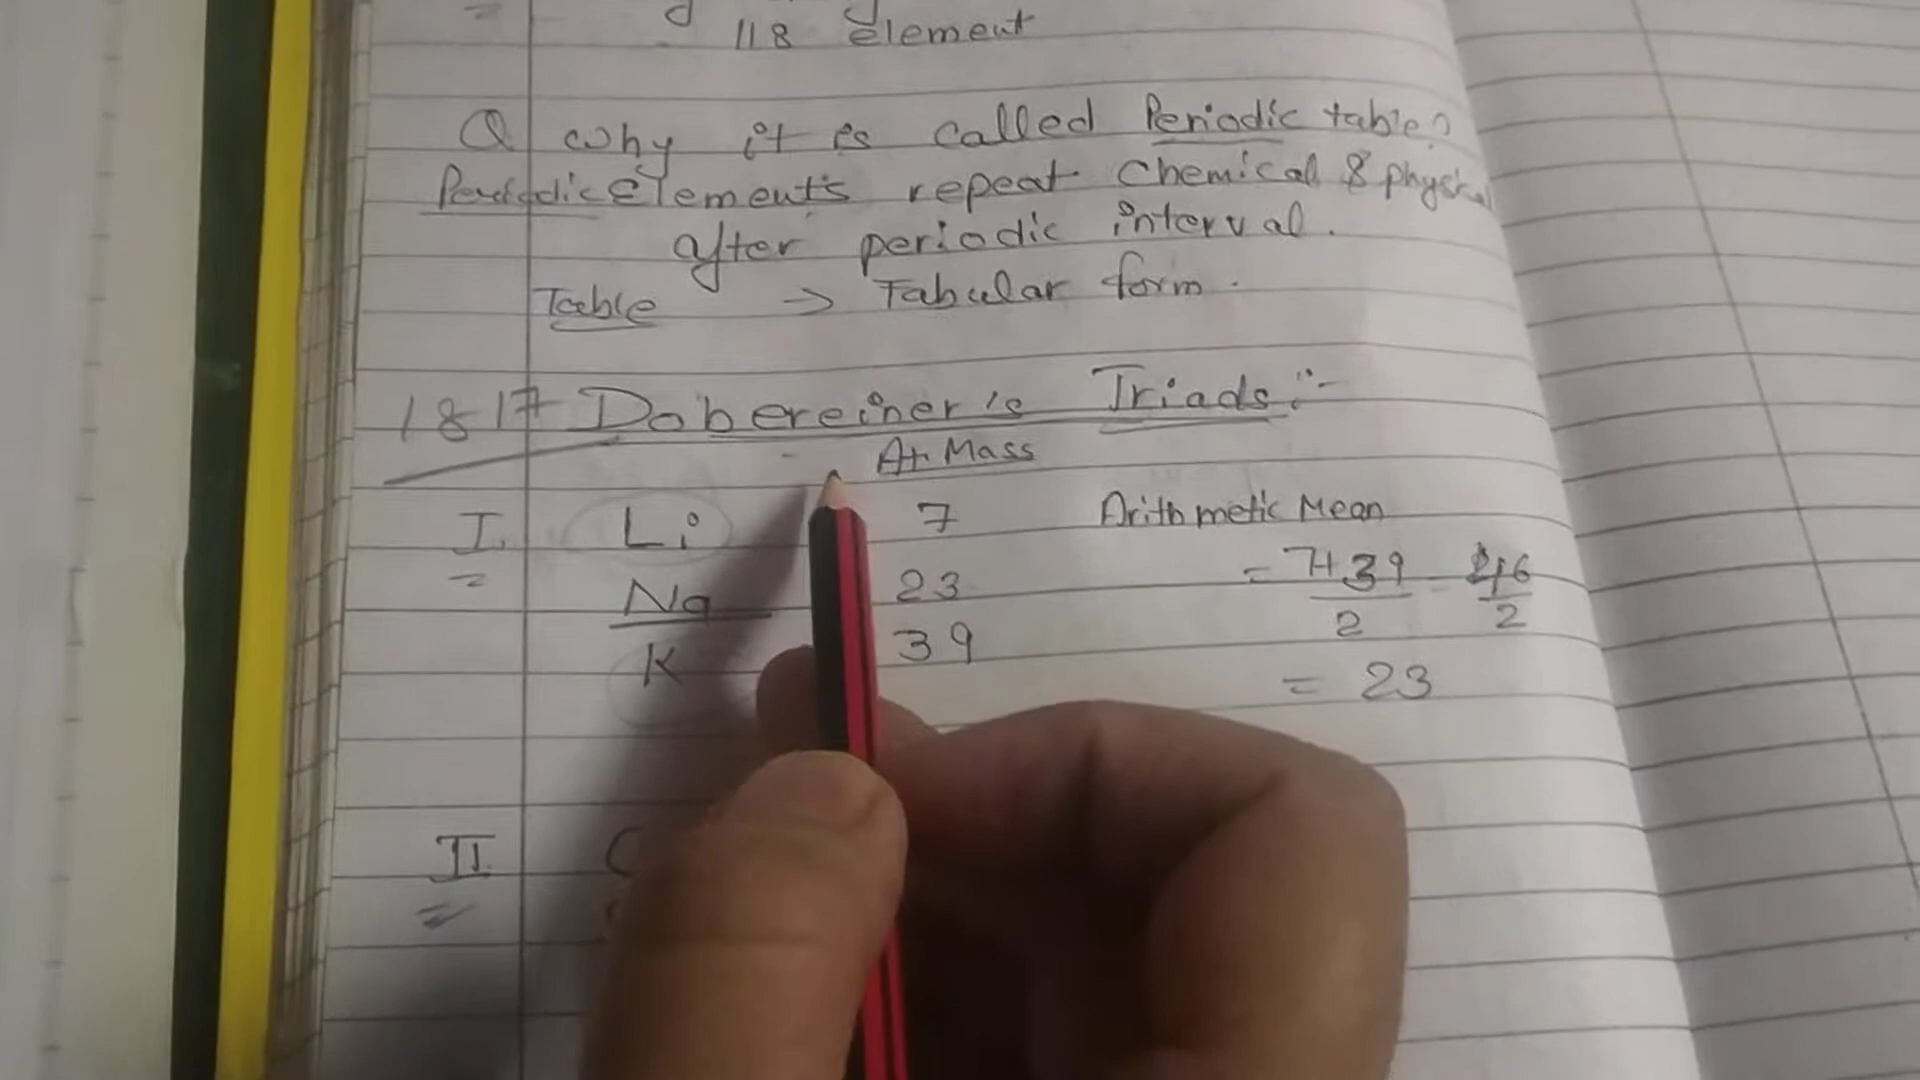 118 element
Q Why it is called Periodic table?
Periodic Elements repeat Chemical & physical
after periodic interval.
Table → Tabular form.
1817 Dobereiner's Triads:-
At. Mass
I. Li 7 Arithmetic Mean
Na 23 = 7+39/2 = 46/2
K 39 = 23
II